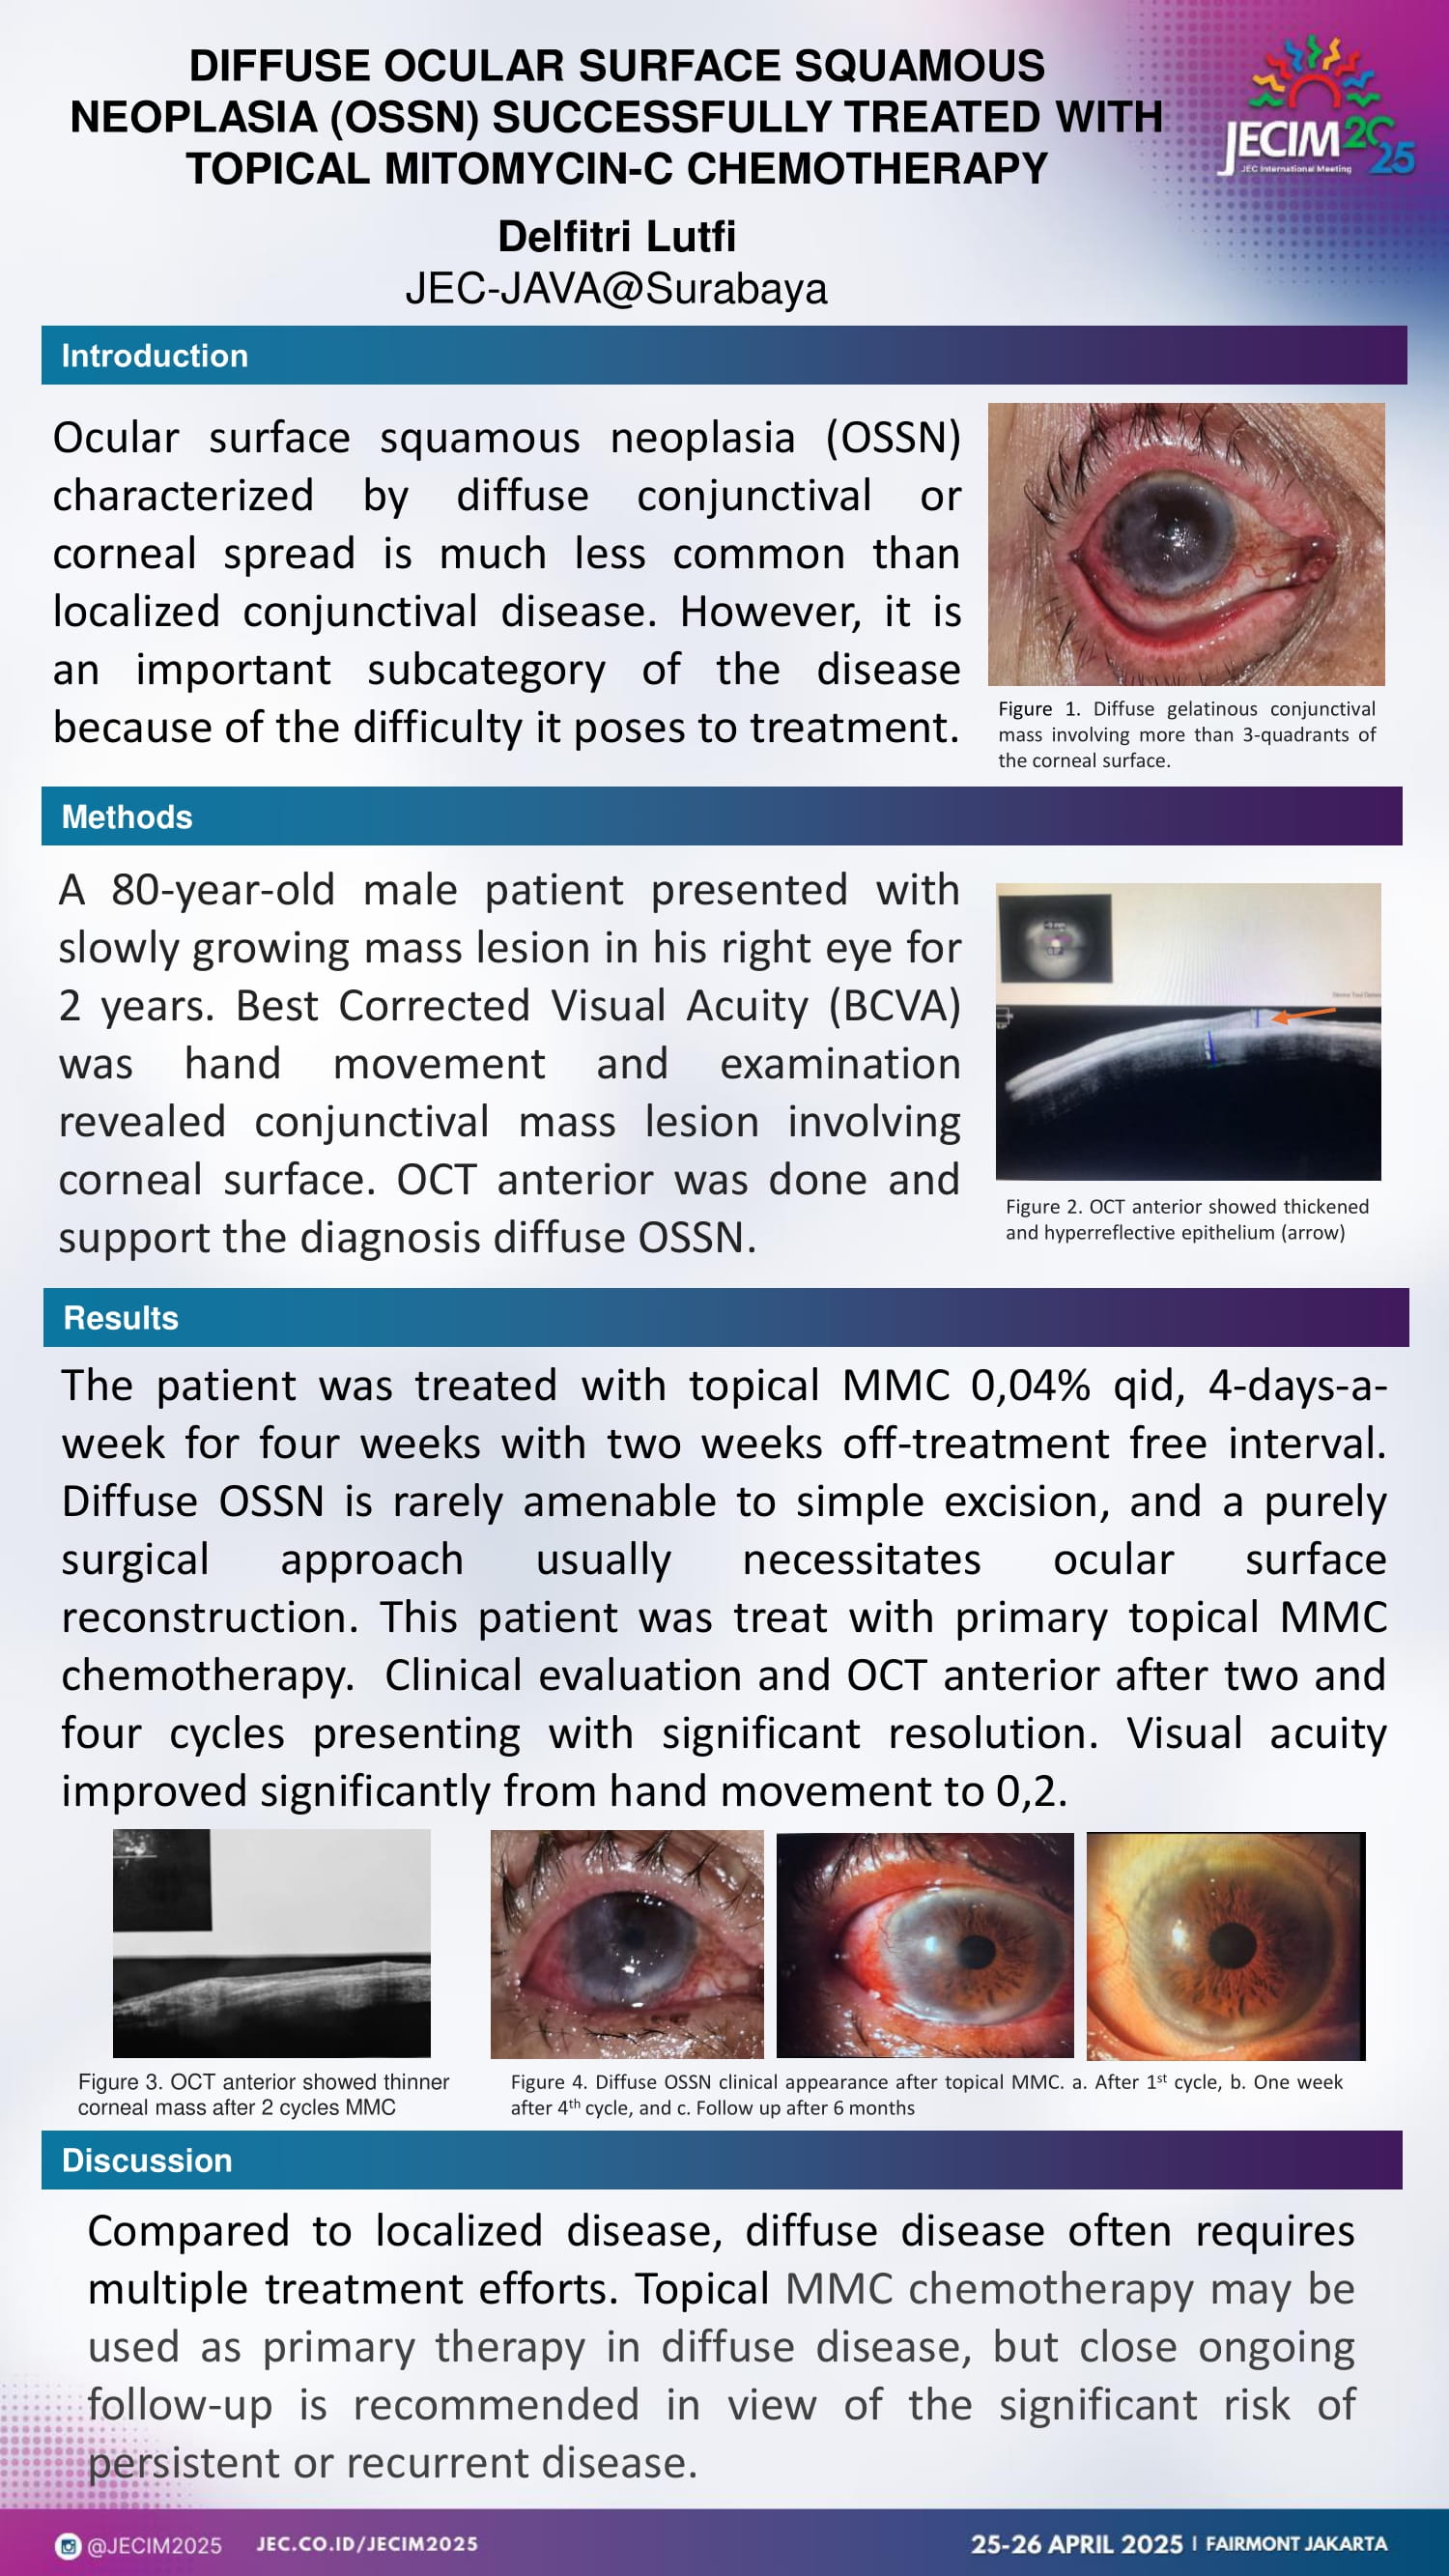 DIFFUSE OCULAR SURFACE SQUAMOUS
NEOPLASIA (OSSN) SUCCESSFULLY TREATED WITH
TOPICAL MITOMYCIN-C CHEMOTHERAPY
JECIM 2025
JEC International Meeting
Delfitri Lutfi
JEC-JAVA@Surabaya
Introduction
Ocular surface squamous neoplasia (OSSN)
characterized by diffuse conjunctival or
corneal spread is much less common than
localized conjunctival disease. However, it is
an important subcategory of the disease
because of the difficulty it poses to treatment.
Figure 1. Diffuse gelatinous conjunctival
mass involving more than 3-quadrants of
the corneal surface.
Methods
A 80-year-old male patient presented with
slowly growing mass lesion in his right eye for
2 years. Best Corrected Visual Acuity (BCVA)
was hand movement and examination
revealed conjunctival mass lesion involving
corneal surface. OCT anterior was done and
support the diagnosis diffuse OSSN.
Figure 2. OCT anterior showed thickened
and hyperreflective epithelium (arrow)
Results
The patient was treated with topical MMC 0,04% qid, 4-days-a-
week for four weeks with two weeks off-treatment free interval.
Diffuse OSSN is rarely amenable to simple excision, and a purely
surgical approach usually necessitates ocular surface
reconstruction. This patient was treat with primary topical MMC
chemotherapy. Clinical evaluation and OCT anterior after two and
four cycles presenting with significant resolution. Visual acuity
improved significantly from hand movement to 0,2.
Figure 3. OCT anterior showed thinner
corneal mass after 2 cycles MMC
Figure 4. Diffuse OSSN clinical appearance after topical MMC. a. After 1st cycle, b. One week
after 4th cycle, and c. Follow up after 6 months
Discussion
Compared to localized disease, diffuse disease often requires
multiple treatment efforts. Topical MMC chemotherapy may be
used as primary therapy in diffuse disease, but close ongoing
follow-up is recommended in view of the significant risk of
persistent or recurrent disease.
@JECIM2025 JEC.CO.ID/JECIM2025
25-26 APRIL 2025 | FAIRMONT JAKARTA